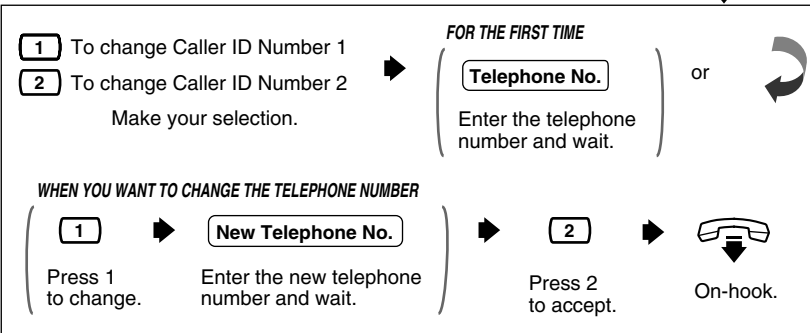 1 To change Caller ID Number 1
2 To change Caller ID Number 2
Make your selection.
FOR THE FIRST TIME
Telephone No.
Enter the telephone
number and wait.
or
WHEN YOU WANT TO CHANGE THE TELEPHONE NUMBER
1
Press 1
to change.
New Telephone No.
Enter the new telephone
number and wait.
2
Press 2
to accept.
On-hook.